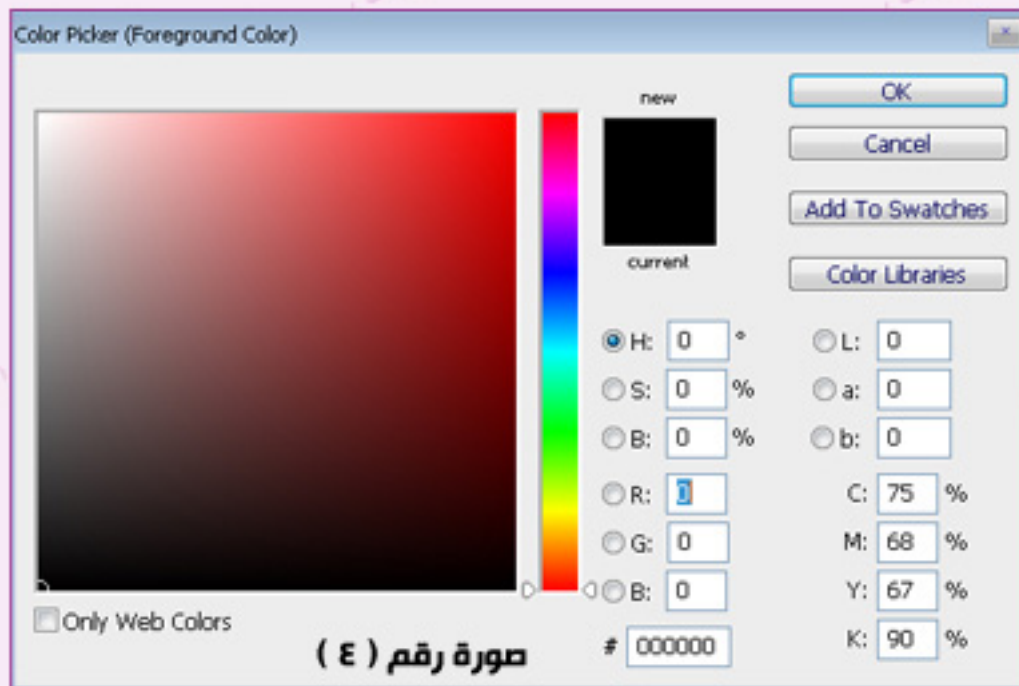 Color Picker (Foreground Color)
new
current
OK
Cancel
Add To Swatches
Color Libraries
H: 0 °
S: 0 %
B: 0 %
R: 0
G: 0
B: 0
# 000000
L: 0
a: 0
b: 0
C: 75 %
M: 68 %
Y: 67 %
K: 90 %
Only Web Colors
صورة رقم ( ٤ )